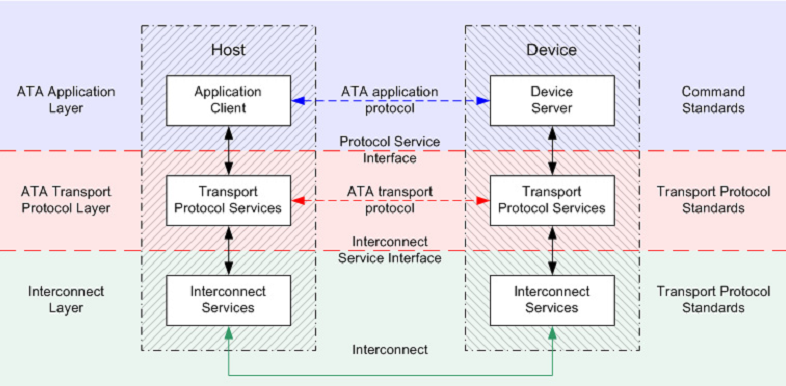 Host
Device
ATA Application
Layer
Application
Client
ATA application
protocol
Device
Server
Command
Standards
Protocol Service
Interface
ATA Transport
Protocol Layer
Transport
Protocol Services
ATA transport
protocol
Transport
Protocol Services
Transport Protocol
Standards
Interconnect
Service Interface
Interconnect
Layer
Interconnect
Services
Interconnect
Services
Transport Protocol
Standards
Interconnect